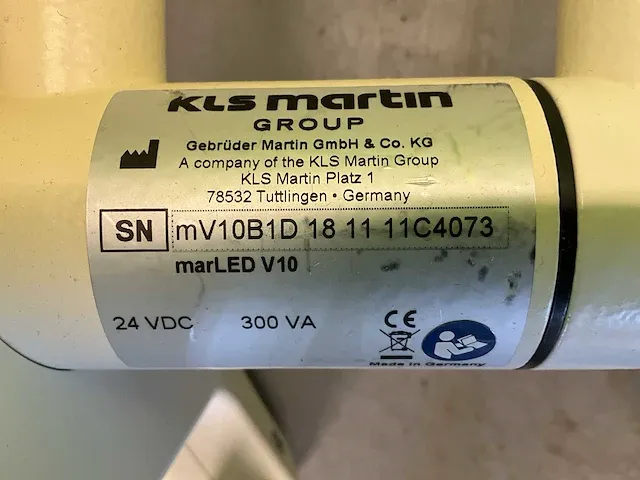 KLS martin
GROUP
Gebrüder Martin GmbH & Co. KG
A company of the KLS Martin Group
KLS Martin Platz 1
78532 Tuttlingen • Germany
SN mV10B1D 18 11 11C4073
marLED V10
24 VDC 300 VA
CE
Made in Germany